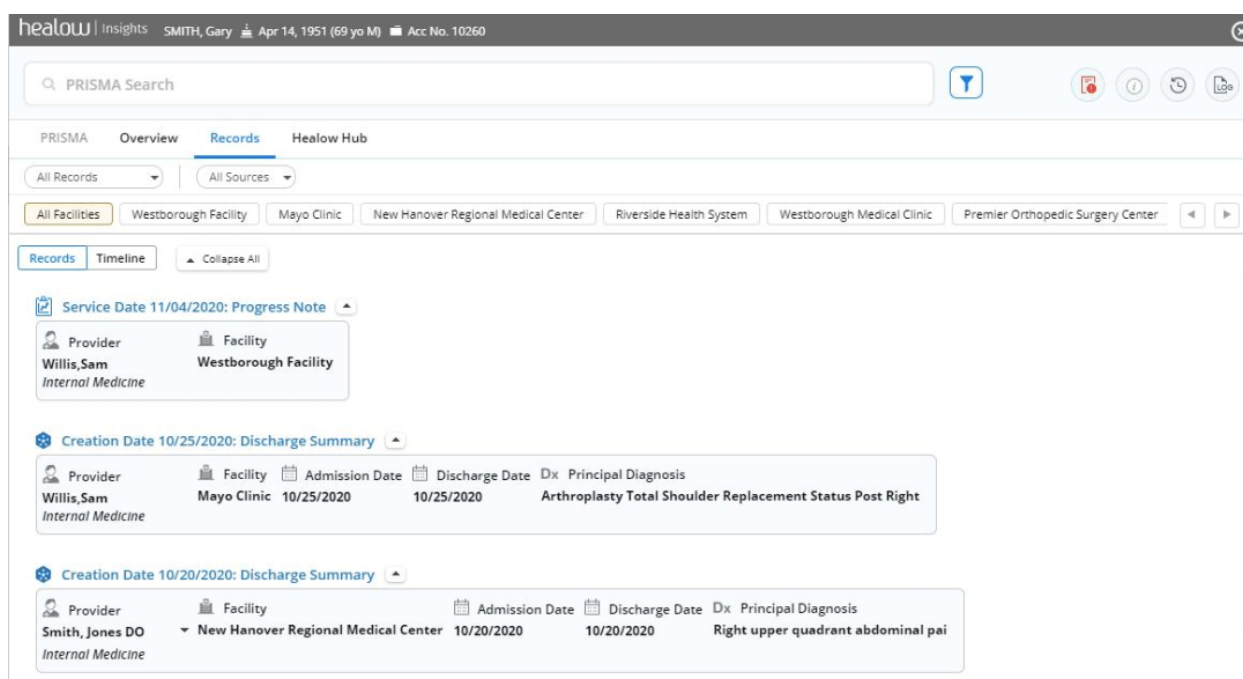 healow | Insights SMITH, Gary Apr 14, 1951 (69 yo M) Acc No. 10260
PRISMA Search
LOG
PRISMA Overview Records Healow Hub
All Records All Sources
All Facilities Westborough Facility Mayo Clinic New Hanover Regional Medical Center Riverside Health System Westborough Medical Clinic Premier Orthopedic Surgery Center
Records Timeline Collapse All
Service Date 11/04/2020: Progress Note
Provider Facility
Willis,Sam Westborough Facility
Internal Medicine
Creation Date 10/25/2020: Discharge Summary
Provider Facility Admission Date Discharge Date Dx Principal Diagnosis
Willis,Sam Mayo Clinic 10/25/2020 10/25/2020 Arthroplasty Total Shoulder Replacement Status Post Right
Internal Medicine
Creation Date 10/20/2020: Discharge Summary
Provider Facility Admission Date Discharge Date Dx Principal Diagnosis
Smith, Jones DO New Hanover Regional Medical Center 10/20/2020 10/20/2020 Right upper quadrant abdominal pai
Internal Medicine